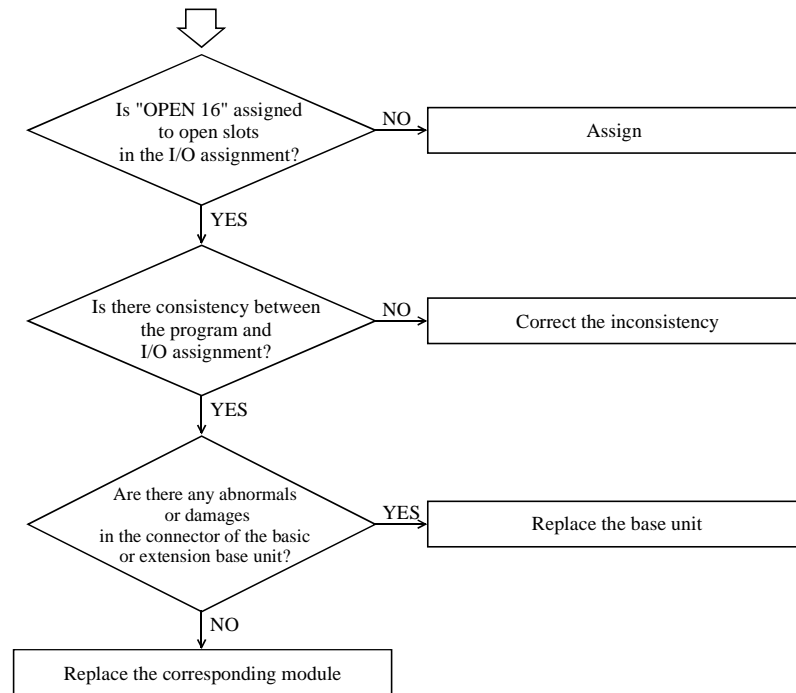 Is "OPEN 16" assigned
to open slots
in the I/O assignment?
NO
Assign
YES
Is there consistency between
the program and
I/O assignment?
NO
Correct the inconsistency
YES
Are there any abnormals
or damages
in the connector of the basic
or extension base unit?
YES
Replace the base unit
NO
Replace the corresponding module